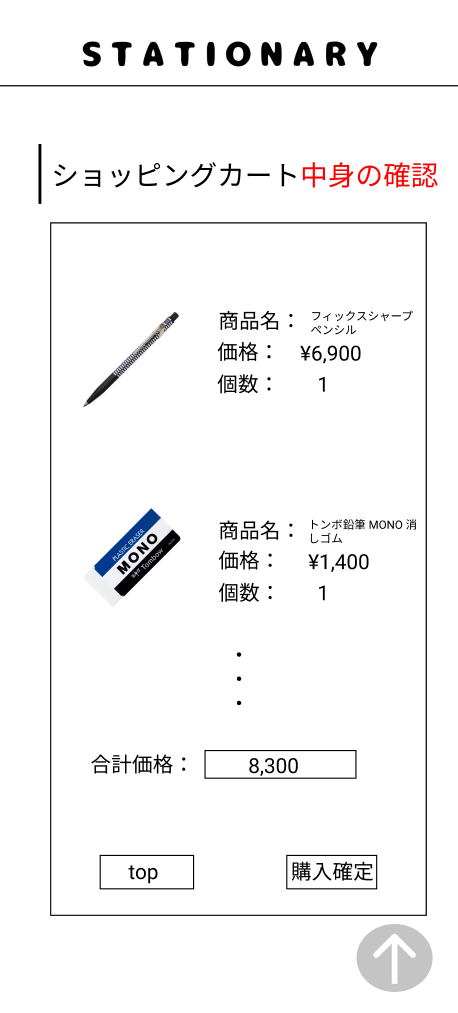 STATIONARY
ショッピングカート中身の確認
商品名： フィックスシャープ
ペンシル
価格： ¥6,900
個数： 1
PLASTIC ERASER
MONO
Tombow
商品名： トンボ鉛筆 MONO 消
しゴム
価格： ¥1,400
個数： 1
・
・
・
合計価格： 8,300
top 購入確定